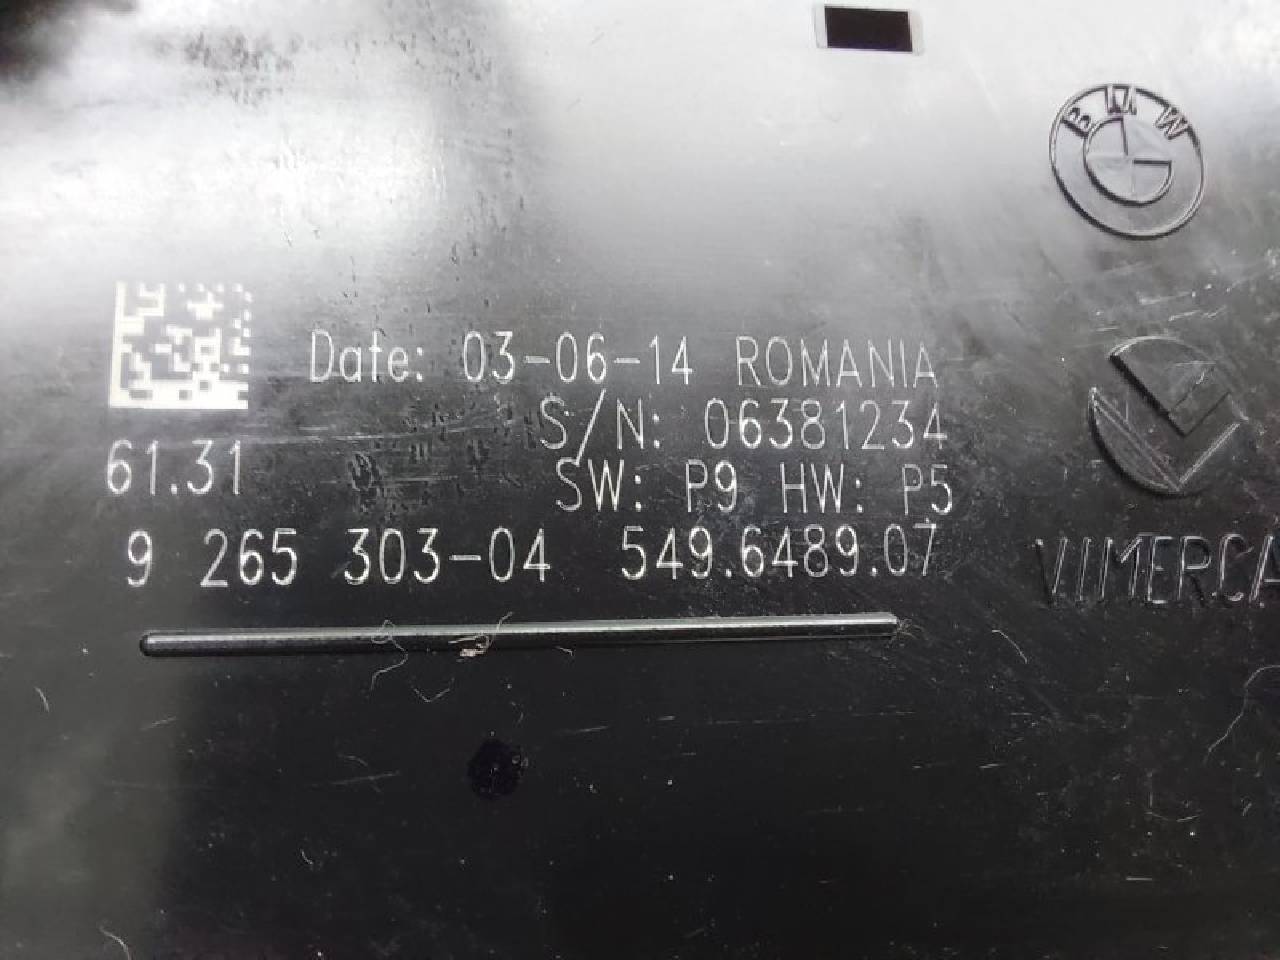 BMW
Date: 03-06-14 ROMANIA
S/N: 06381234
61.31
SW: P9 HW: P5
9 265 303-04 549.6489.07
VIMERCA